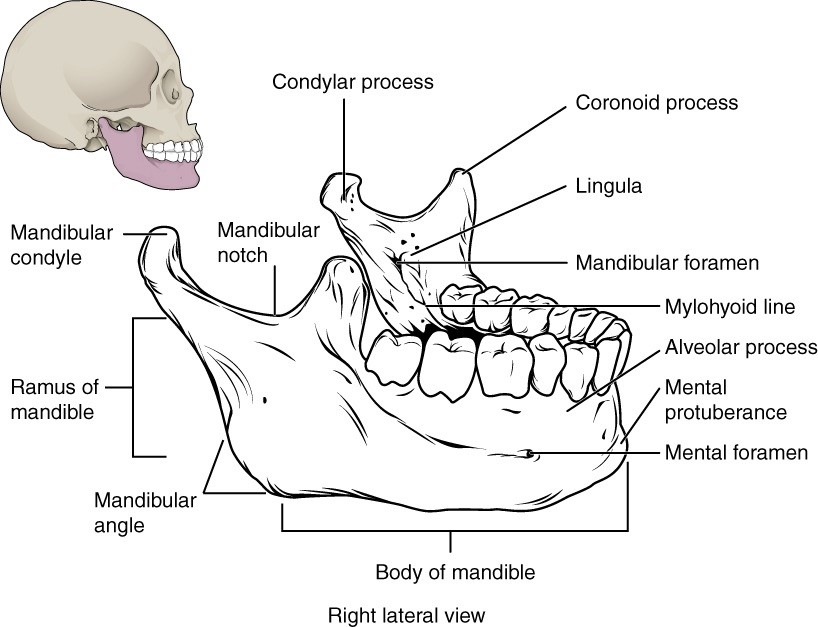 Condylar process
Coronoid process
Lingula
Mandibular
condyle
Mandibular
notch
Mandibular foramen
Mylohyoid line
Alveolar process
Ramus of
mandible
Mental
protuberance
Mental foramen
Mandibular
angle
Body of mandible
Right lateral view